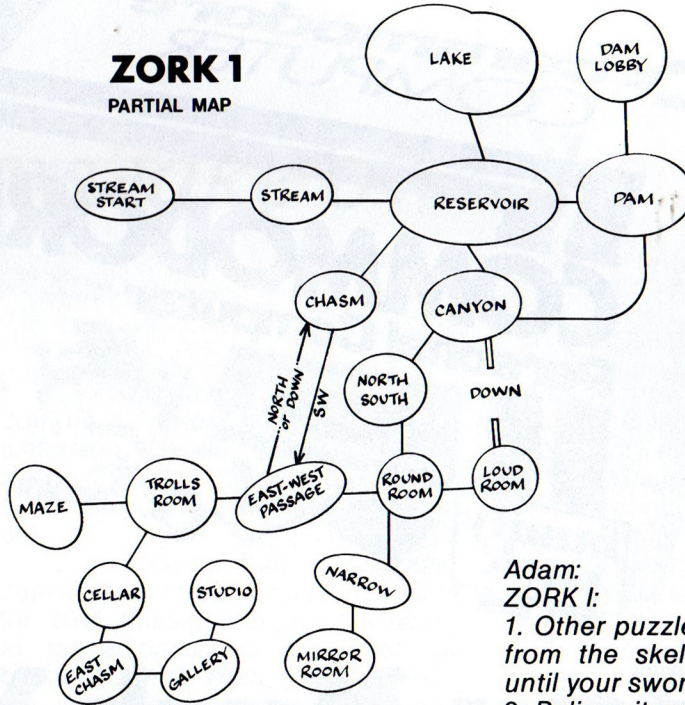 ZORK 1
PARTIAL MAP
LAKE
DAM
LOBBY
STREAM
START
STREAM
RESERVOIR
DAM
CHASM
CANYON
NORTH
or DOWN
SW
NORTH
SOUTH
DOWN
MAZE
TROLLS
ROOM
EAST-WEST
PASSAGE
ROUND
ROOM
LOUD
ROOM
CELLAR
STUDIO
NARROW
EAST
CHASM
GALLERY
MIRROR
ROOM
Adam:
ZORK I:
1. Other puzzle
from the skel
until your swor